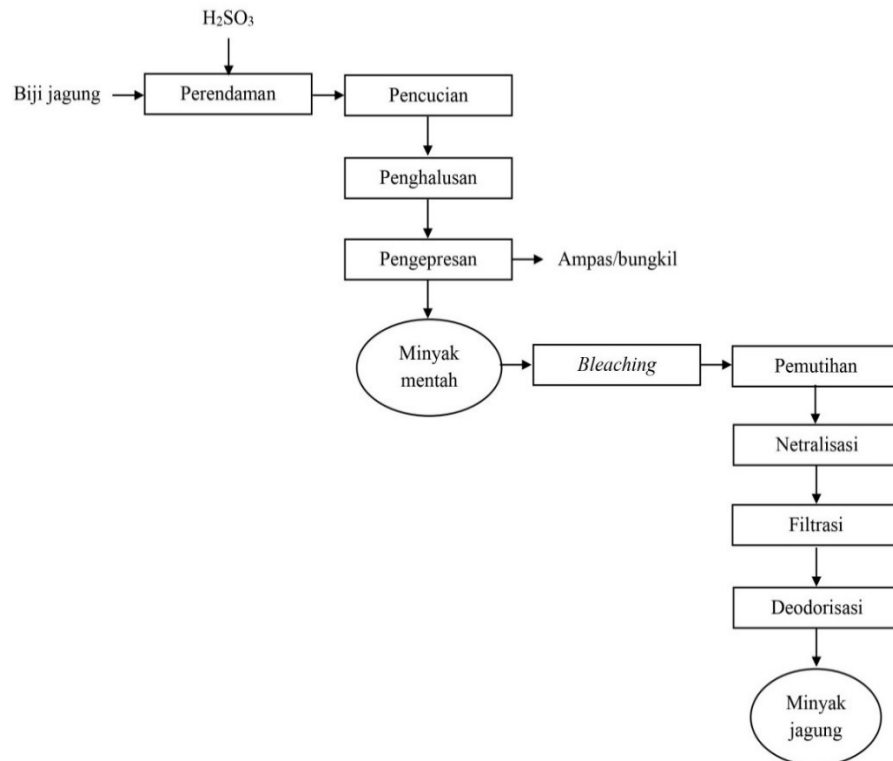 H₂SO₃
Biji jagung
Perendaman
Pencucian
Penghalusan
Pengepresan
Ampas/bungkil
Minyak
mentah
Bleaching
Pemutihan
Netralisasi
Filtrasi
Deodorisasi
Minyak
jagung